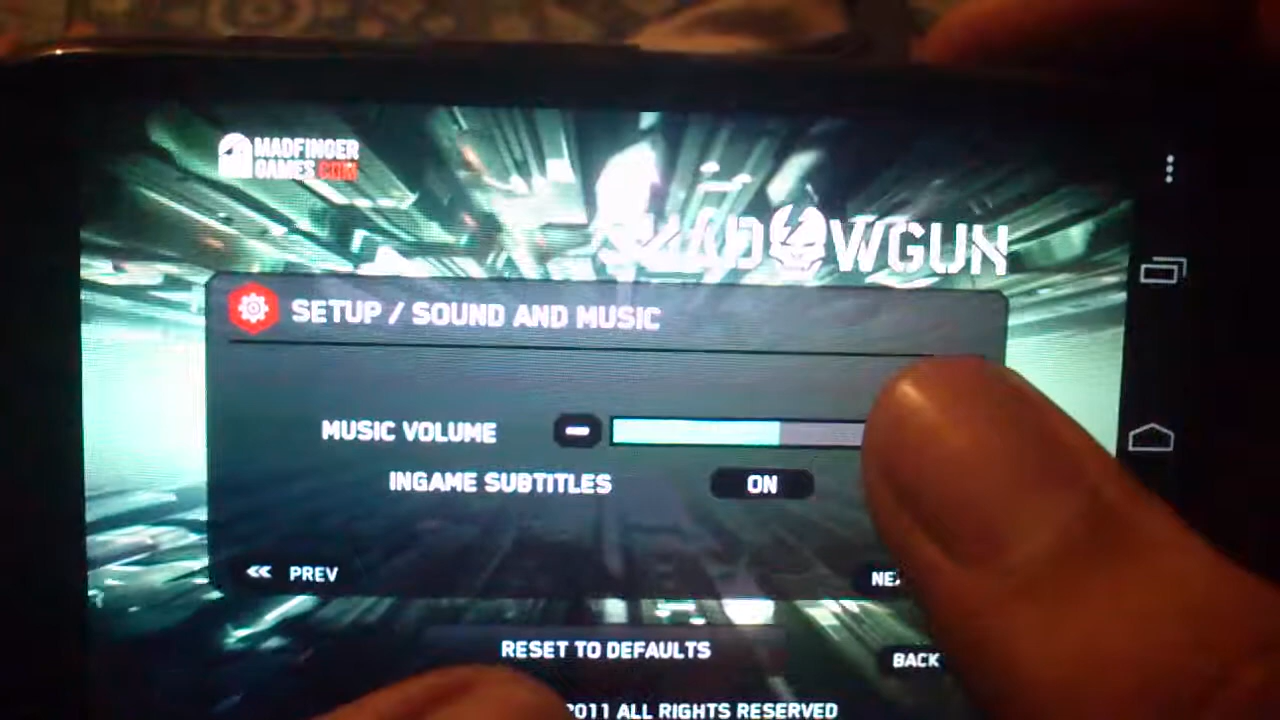 MADFINGER
GAMES.COM
SHADOWGUN
SETUP / SOUND AND MUSIC
MUSIC VOLUME
INGAME SUBTITLES ON
<< PREV
RESET TO DEFAULTS
BACK
2011 ALL RIGHTS RESERVED